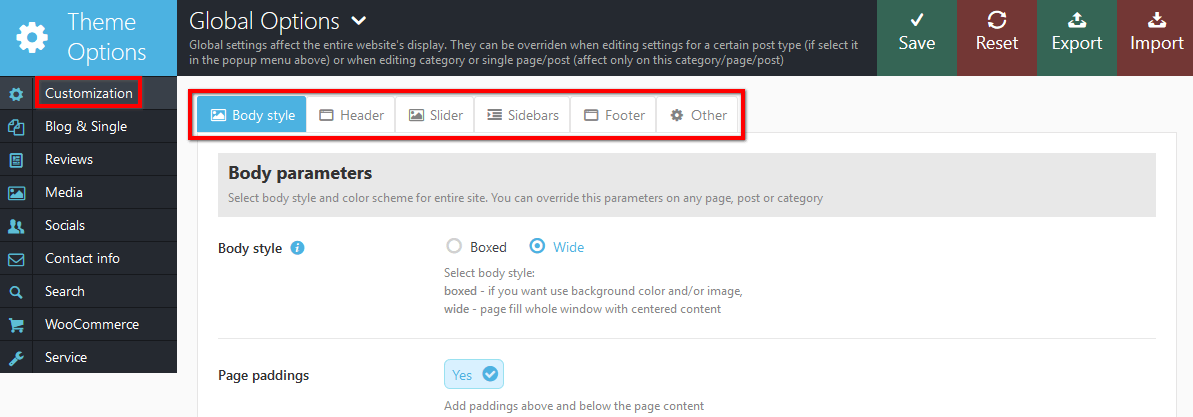 Theme
Options
Global Options
Global settings affect the entire website's display. They can be overriden when editing settings for a certain post type (if select it
in the popup menu above) or when editing category or single page/post (affect only on this category/page/post)
Save
Reset
Export
Import
Customization
Blog & Single
Reviews
Media
Socials
Contact info
Search
WooCommerce
Service
Body style
Header
Slider
Sidebars
Footer
Other
Body parameters
Select body style and color scheme for entire site. You can override this parameters on any page, post or category
Body style
Boxed
Wide
Select body style:
boxed - if you want use background color and/or image,
wide - page fill whole window with centered content
Page paddings
Yes
Add paddings above and below the page content